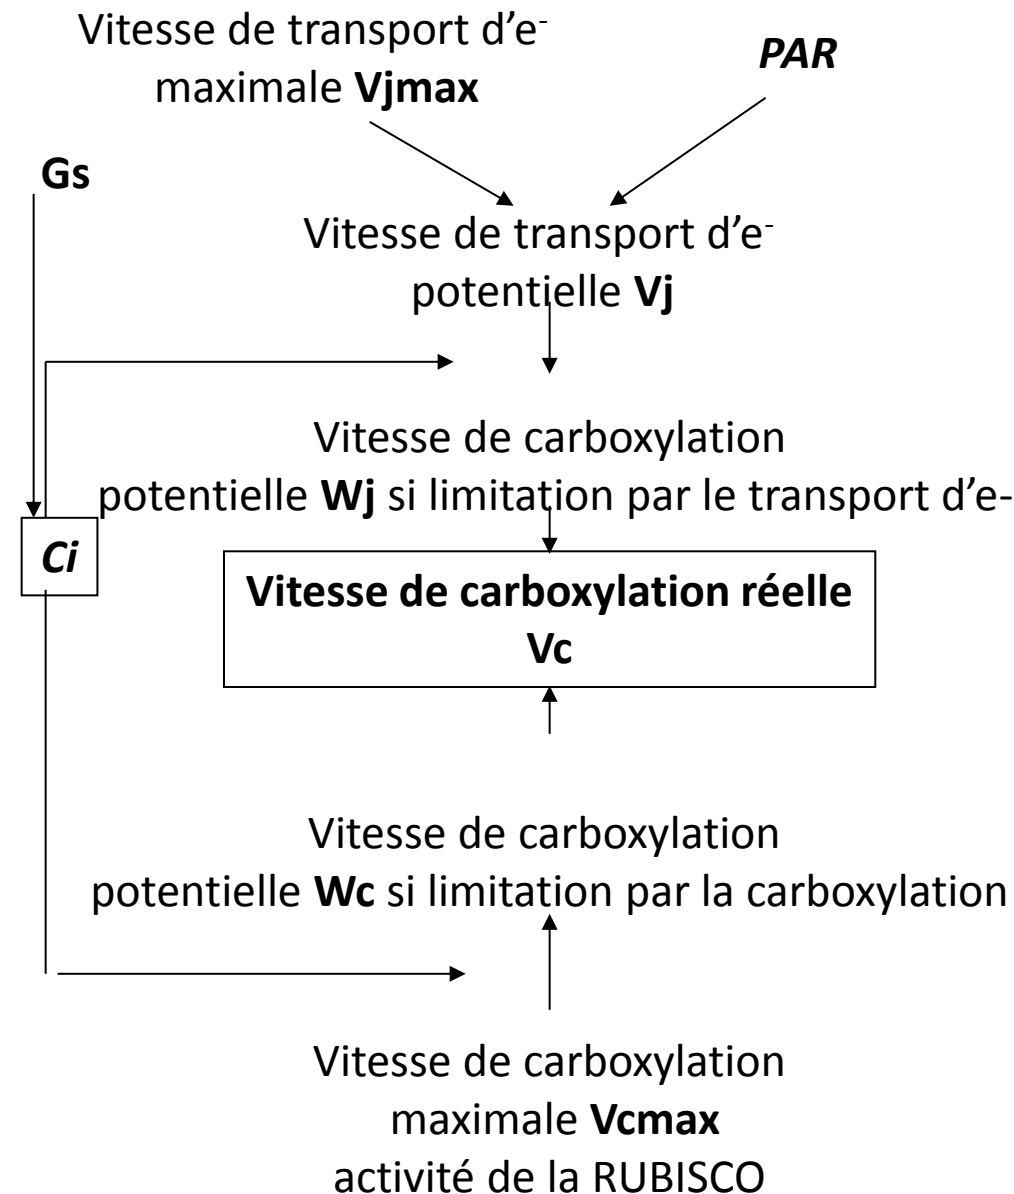 Vitesse de transport d'e-
maximale Vjmax
PAR
Gs
Vitesse de transport d'e-
potentielle Vj
Vitesse de carboxylation
potentielle Wj si limitation par le transport d'e-
Ci
Vitesse de carboxylation réelle
Vc
Vitesse de carboxylation
potentielle Wc si limitation par la carboxylation
Vitesse de carboxylation
maximale Vcmax
activité de la RUBISCO